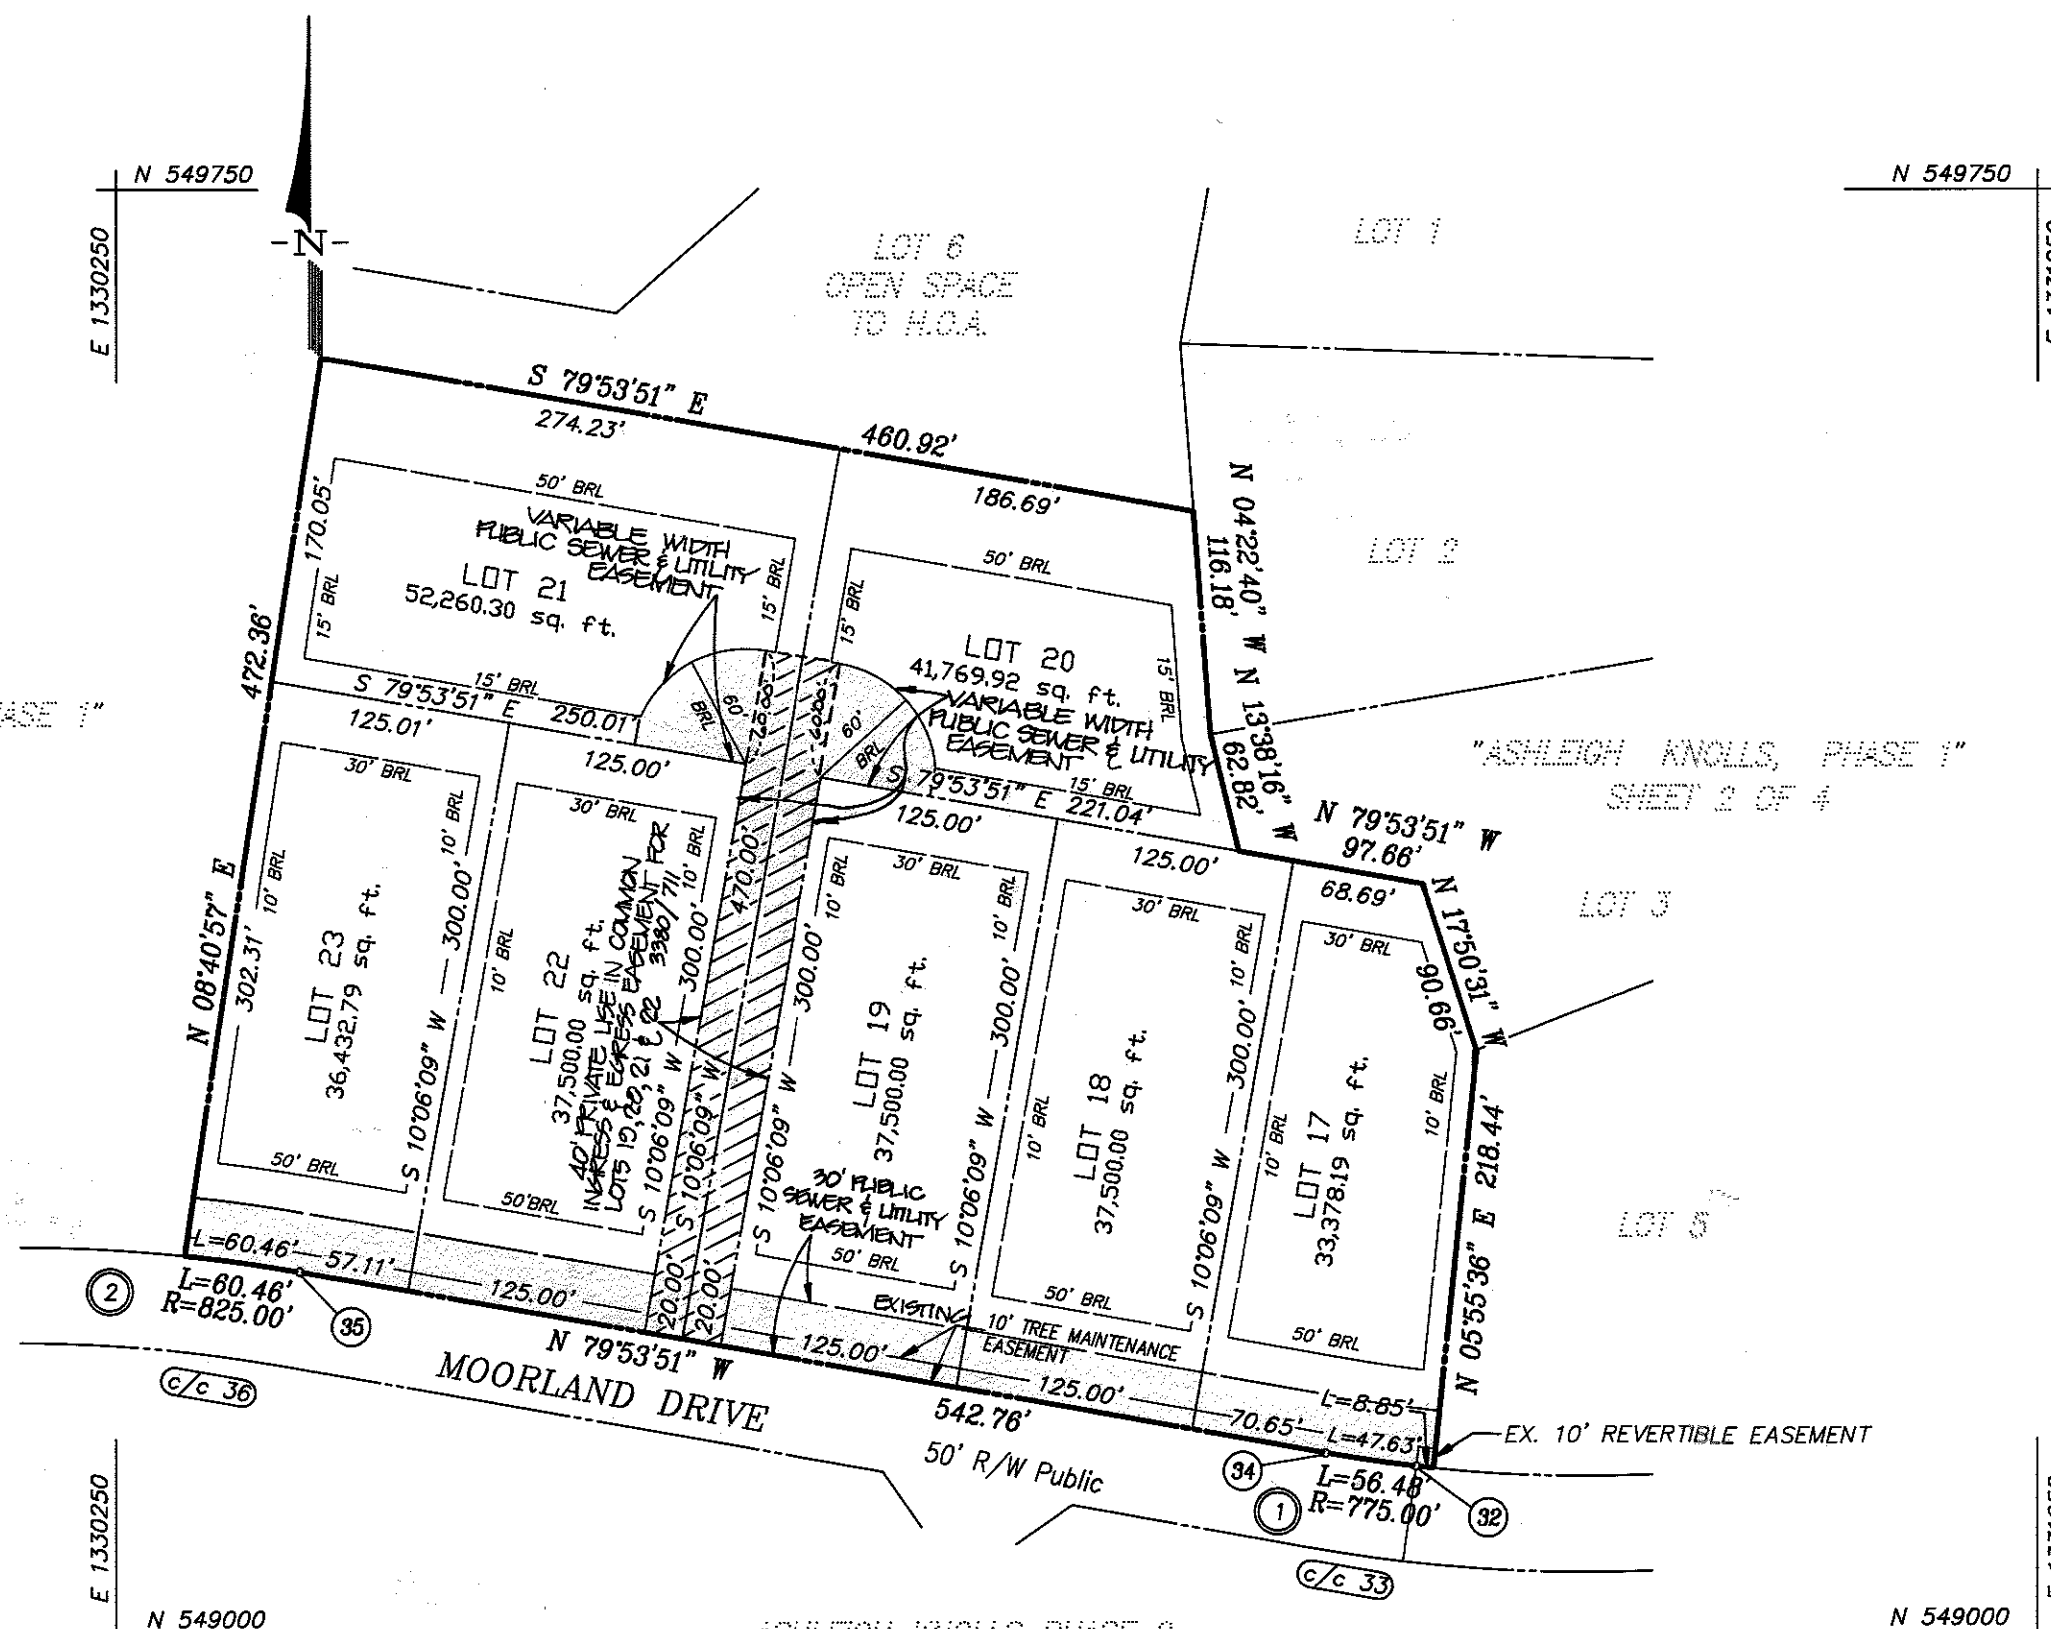 N 549750
N 549750
E 1330250
-N-
LOT 6
OPEN SPACE
TO H.O.A.
LOT 1
S 79°53'51" E
274.23'
460.92'
186.69'
N 04°22'40" W
116.18'
LOT 2
170.05'
50' BRL
VARIABLE WIDTH
PUBLIC SEWER & UTILITY
EASEMENT
LOT 21
52,260.30 sq. ft.
15' BRL
15' BRL
15' BRL
50' BRL
15' BRL
LOT 20
41,769.92 sq. ft.
VARIABLE WIDTH
PUBLIC SEWER & UTILITY
EASEMENT
15' BRL
15' BRL
472.36'
S 79°53'51" E 250.01'
125.01'
125.00'
60'
BRL
60.00'
60.00'
60'
BRL
S 79°53'51" E 221.04'
125.00'
125.00'
N 13°38'16" W
62.82'
"ASHLEIGH KNOLLS, PHASE 1"
SHEET 2 OF 4
ASE 1"
N 79°53'51" W
97.66'
68.69'
N 17°50'31" W
90.66'
LOT 3
N 08°40'57" E
302.31'
30' BRL
10' BRL
10' BRL
LOT 23
36,432.79 sq. ft.
50' BRL
300.00'
S 10°06'09" W
30' BRL
10' BRL
10' BRL
LOT 22
37,500.00 sq. ft.
50' BRL
40' PRIVATE USE IN COMMON
INGRESS & EGRESS EASEMENT FOR
LOTS 19, 20, 21 & 22
3380/711
300.00'
S 10°06'09" W
470.00'
S 10°06'09" W
300.00'
S 10°06'09" W
30' BRL
10' BRL
10' BRL
LOT 19
37,500.00 sq. ft.
30' PUBLIC
SEWER & UTILITY
EASEMENT
50' BRL
300.00'
S 10°06'09" W
30' BRL
10' BRL
10' BRL
LOT 18
37,500.00 sq. ft.
50' BRL
300.00'
S 10°06'09" W
30' BRL
10' BRL
10' BRL
LOT 17
33,378.19 sq. ft.
50' BRL
N 05°55'36" E 218.44'
LOT 5
L=60.46'
57.11'
125.00'
20.00'
20.00'
125.00'
125.00'
70.65'
L=47.63'
L=8.85'
EXISTING
10' TREE MAINTENANCE
EASEMENT
EX. 10' REVERTIBLE EASEMENT
2
L=60.46'
R=825.00'
35
N 79°53'51" W
542.76'
MOORLAND DRIVE
50' R/W Public
c/c 36
34
1
L=56.48'
R=775.00'
32
c/c 33
E 1330250
N 549000
N 549000